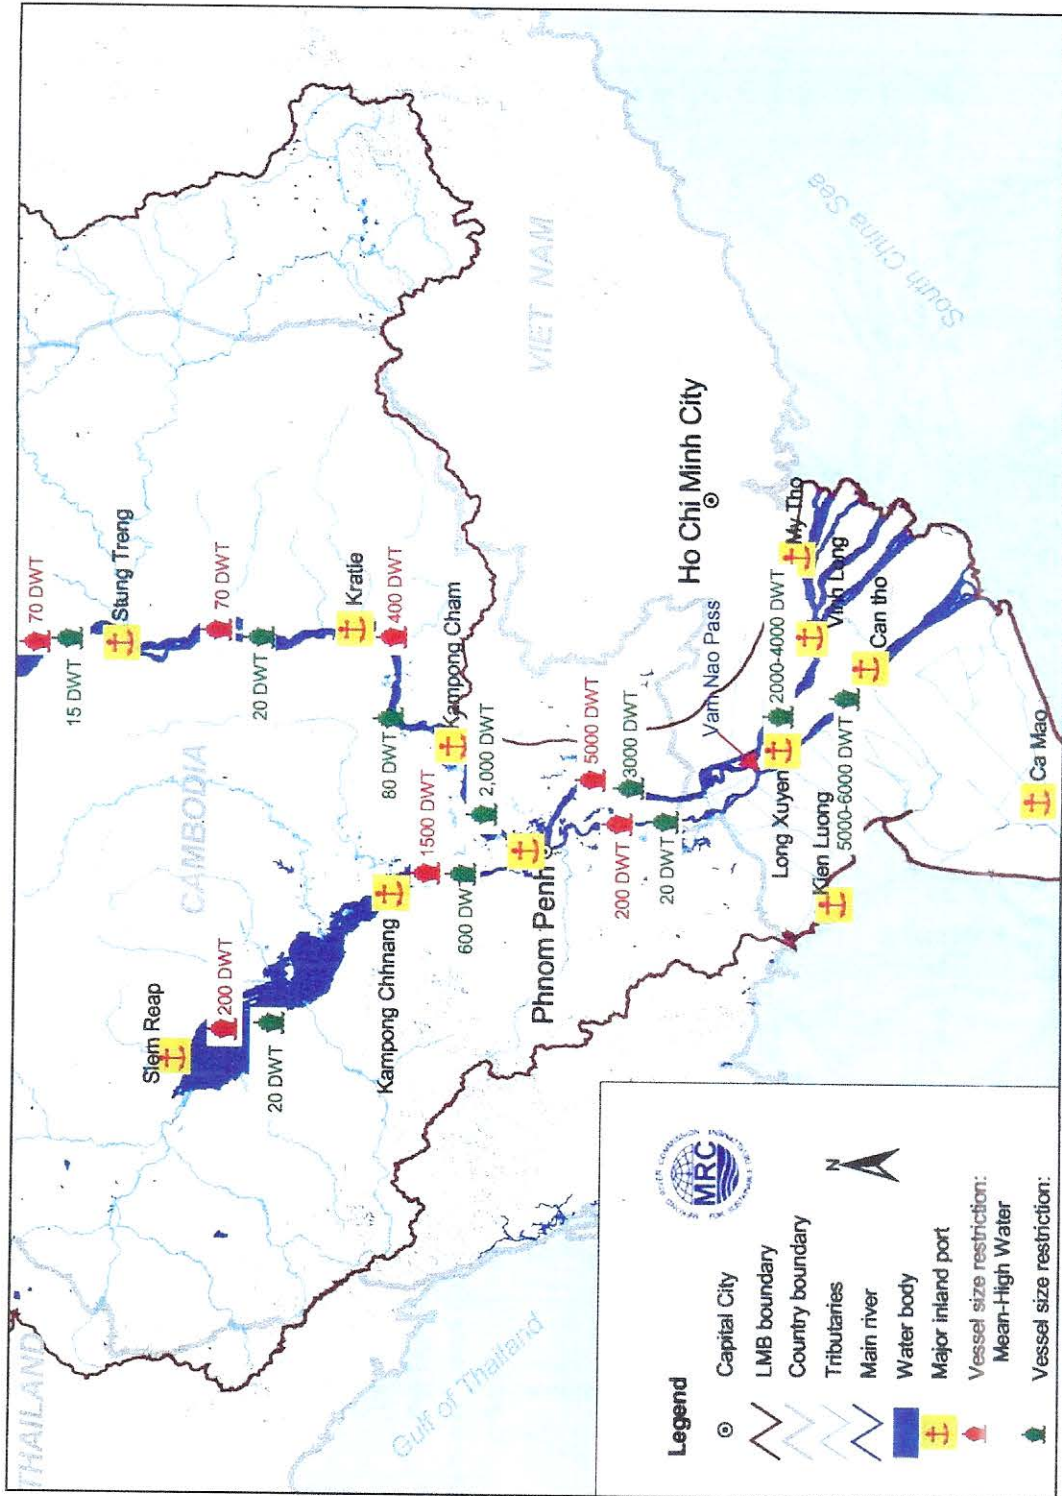 THAILAND
CAMBODIA
VIET NAM
Gulf of Thailand
South China Sea
Siem Reap
200 DWT
20 DWT
Kampong Chhnang
1500 DWT
600 DWT
Phnom Penh
70 DWT
15 DWT
Stung Treng
70 DWT
20 DWT
Kratie
400 DWT
80 DWT
Kampong Cham
2,000 DWT
5000 DWT
3000 DWT
200 DWT
20 DWT
Vam Nao Pass
Ho Chi Minh City
2000-4000 DWT
My Tho
Vinh Long
Can tho
Long Xuyen
5000-6000 DWT
Kien Luong
Ca Mao
Legend
Capital City
LMB boundary
Country boundary
Tributaries
Main river
Water body
Major inland port
Vessel size restriction:
Mean-High Water
Vessel size restriction:
N
MRC